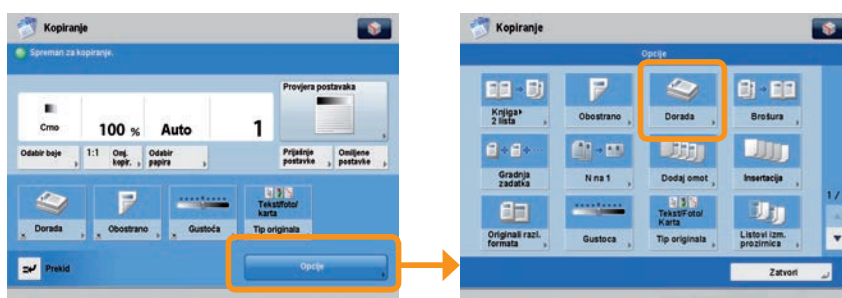 Kopiranje
Spreman za kopiranje.
Provjera postavaka
Crno
100 %
Auto
1
Odabir boje
1:1
Omj. kopir.
Odabir papira
Prijašnje postavke
Omiljene postavke
Dorada
Obostrano
Gustoća
Tekst/foto/
karta
Tip originala
Prekid
Opcije
Kopiranje
Opcije
Knjiga
2 lista
Obostrano
Dorada
Brošura
Gradnja
zadatka
N na 1
Dodaj omot
Insertacija
Originali razl.
formata
Gustoca
Tekst/Foto/
Karta
Tip originala
Listovi izm.
prozirnica
1/
Zatvori